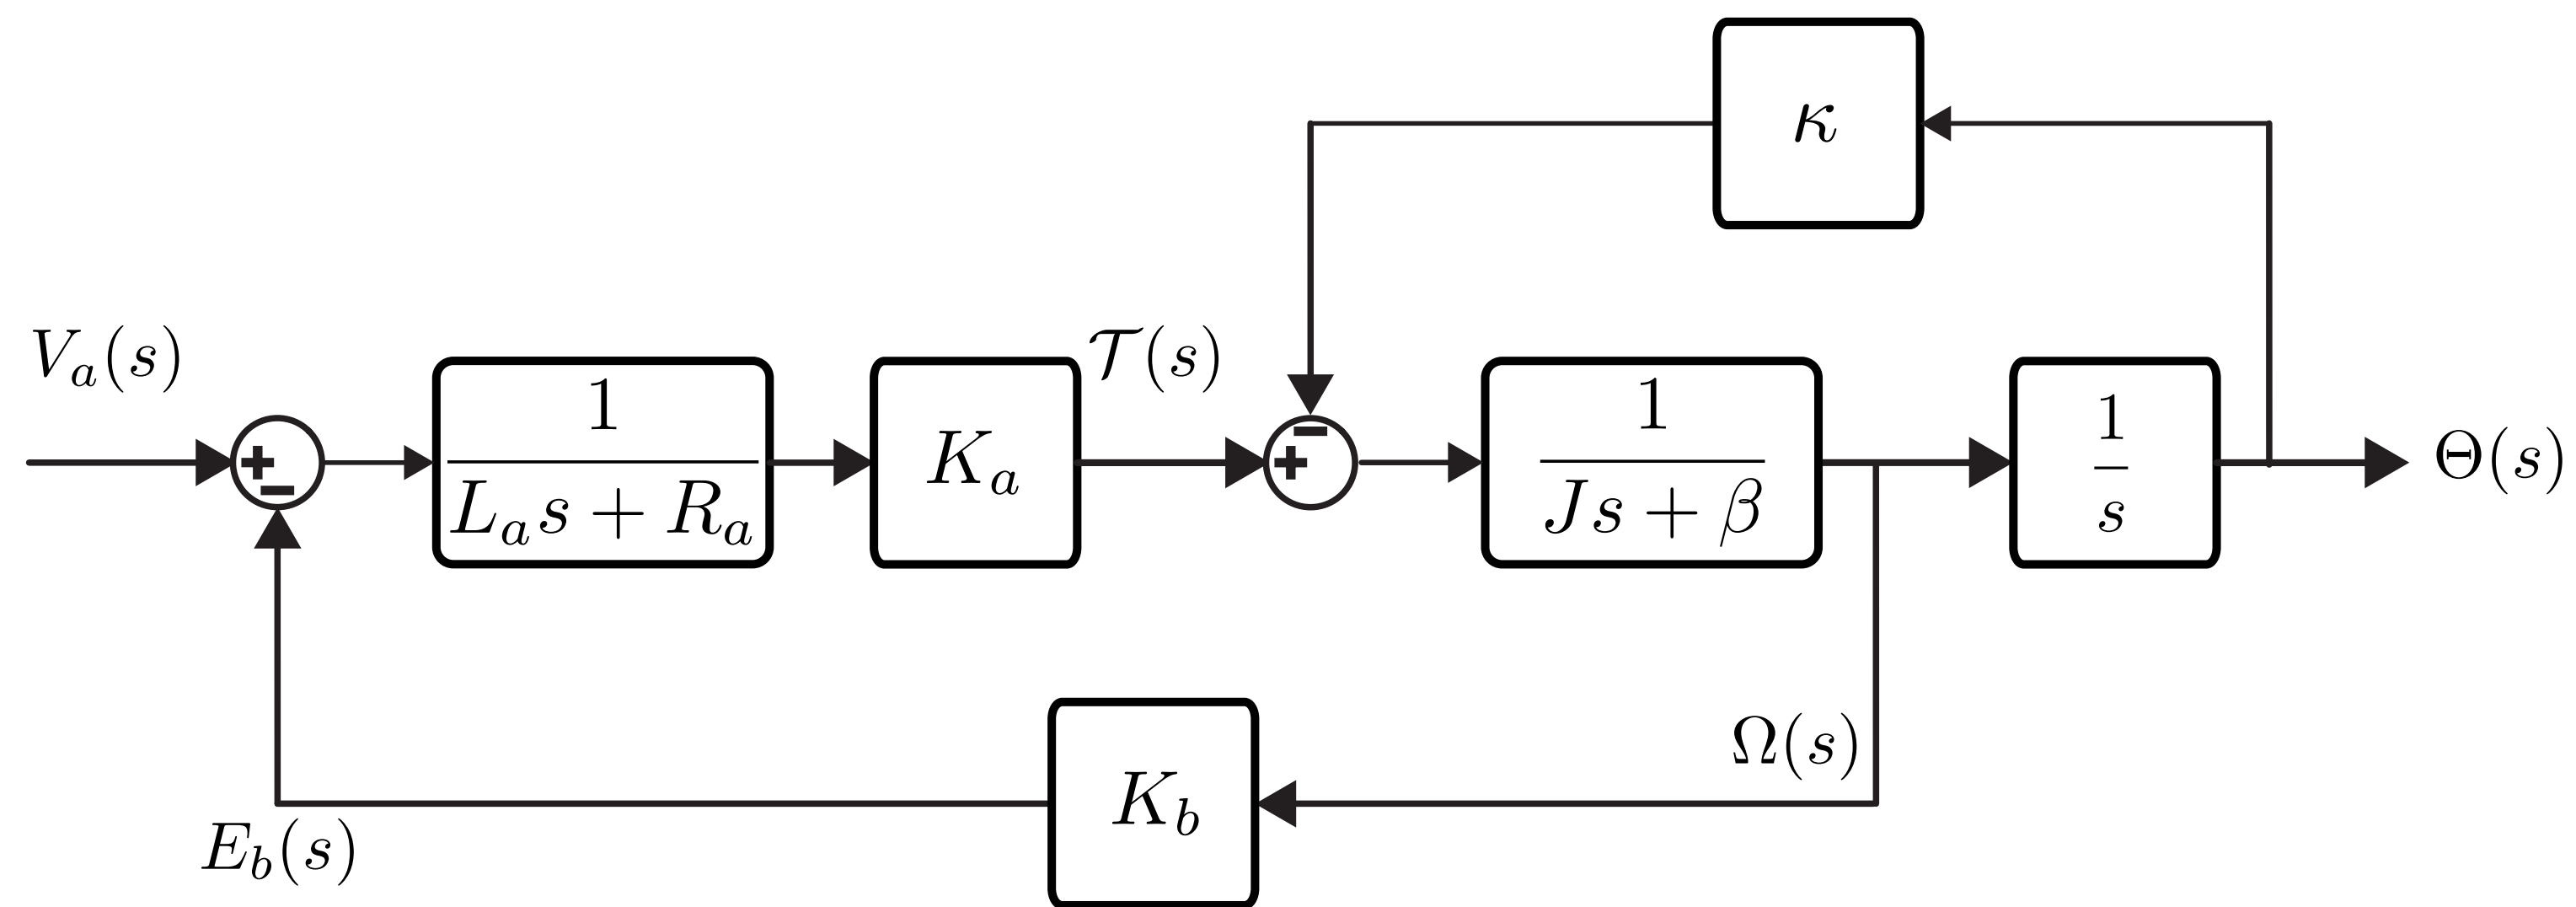 κ
V_a(s)
1
L_a s + R_a
K_a
𝒯(s)
+
−
+
−
1
Js + β
1
s
Θ(s)
Ω(s)
K_b
E_b(s)